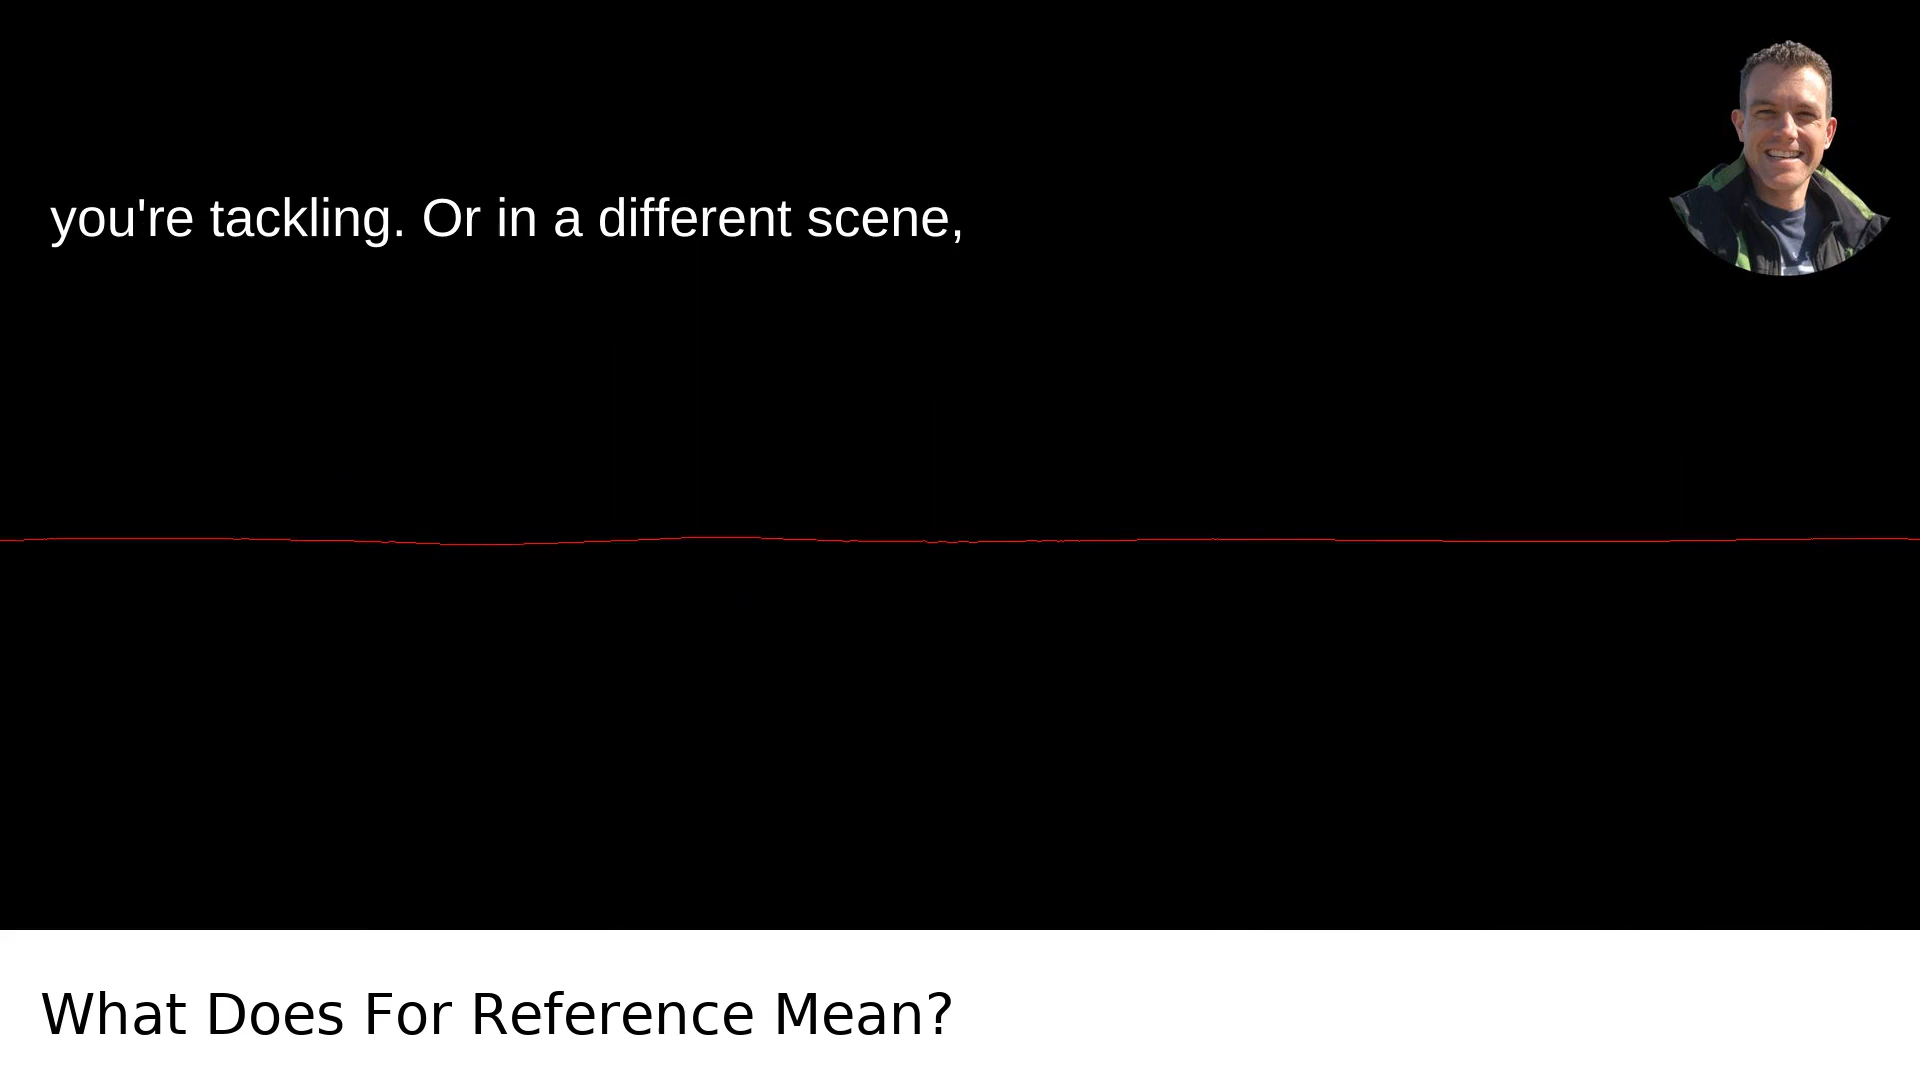 you're tackling. Or in a different scene,
What Does For Reference Mean?